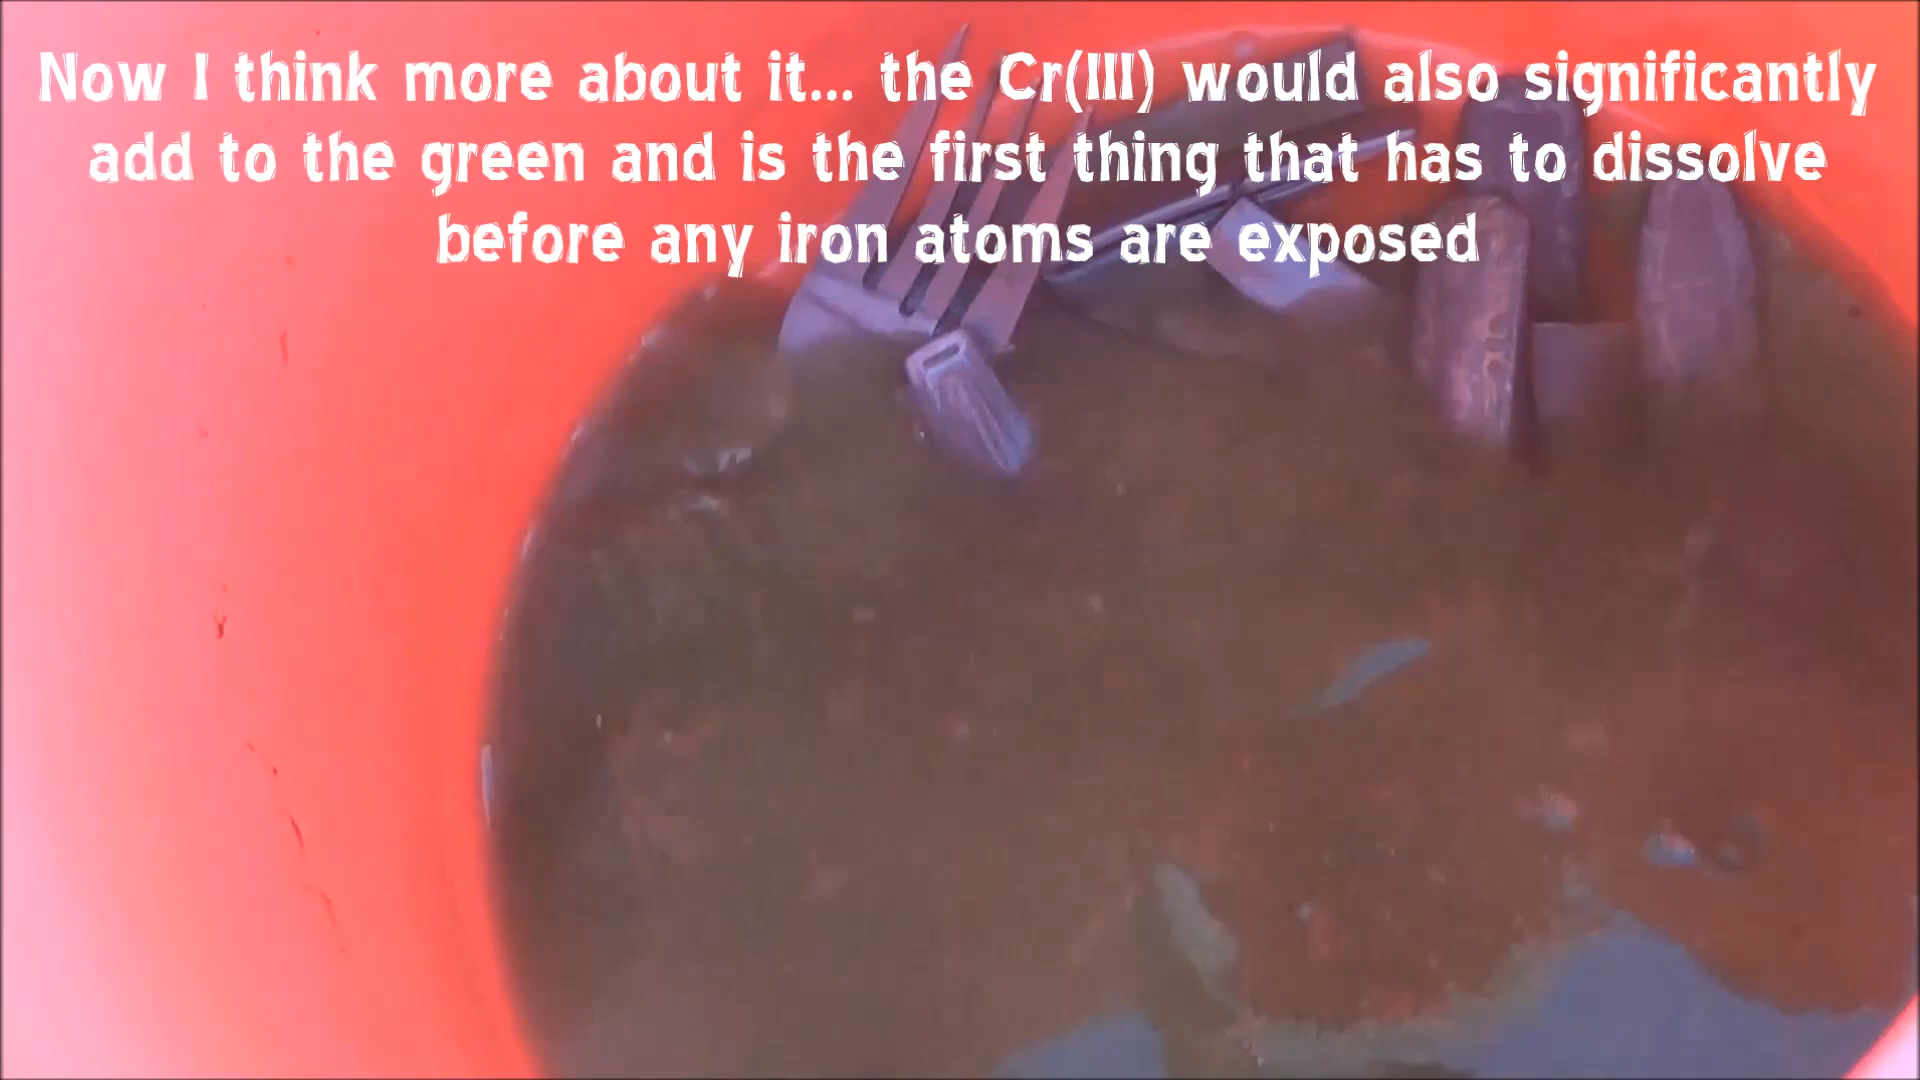 Now I think more about it... the Cr(III) would also significantly
add to the green and is the first thing that has to dissolve
before any iron atoms are exposed